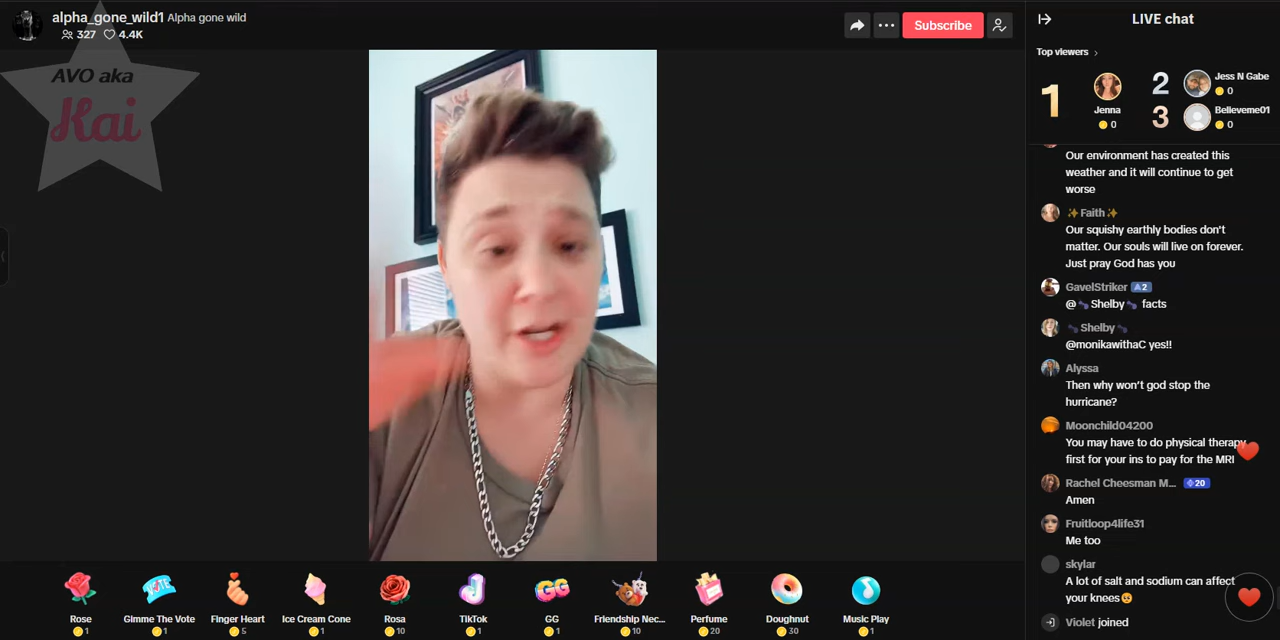 alpha_gone_wild1 Alpha gone wild
327 4.4K
AVO aka
Kai
Subscribe
LIVE chat
Top viewers >
1
Jenna
0
2
Jess N Gabe
0
3
Believeme01
0
Our environment has created this
weather and it will continue to get
worse
✨Faith✨
Our squishy earthly bodies don't
matter. Our souls will live on forever.
Just pray God has you
GavelStriker 2
@🦴Shelby🦴 facts
🦴Shelby🦴
@monikawithaC yes!!
Alyssa
Then why won't god stop the
hurricane?
Moonchild04200
You may have to do physical therapy
first for your ins to pay for the MRI
Rachel Cheesman M... 20
Amen
Fruitloop4life31
Me too
skylar
A lot of salt and sodium can affect
your knees🥺
Violet joined
VOTE
GG
Rose
1
GImme The Vote
1
Finger Heart
5
Ice Cream Cone
1
Rosa
10
TikTok
1
GG
1
Friendship Nec...
10
Perfume
20
Doughnut
30
Music Play
1